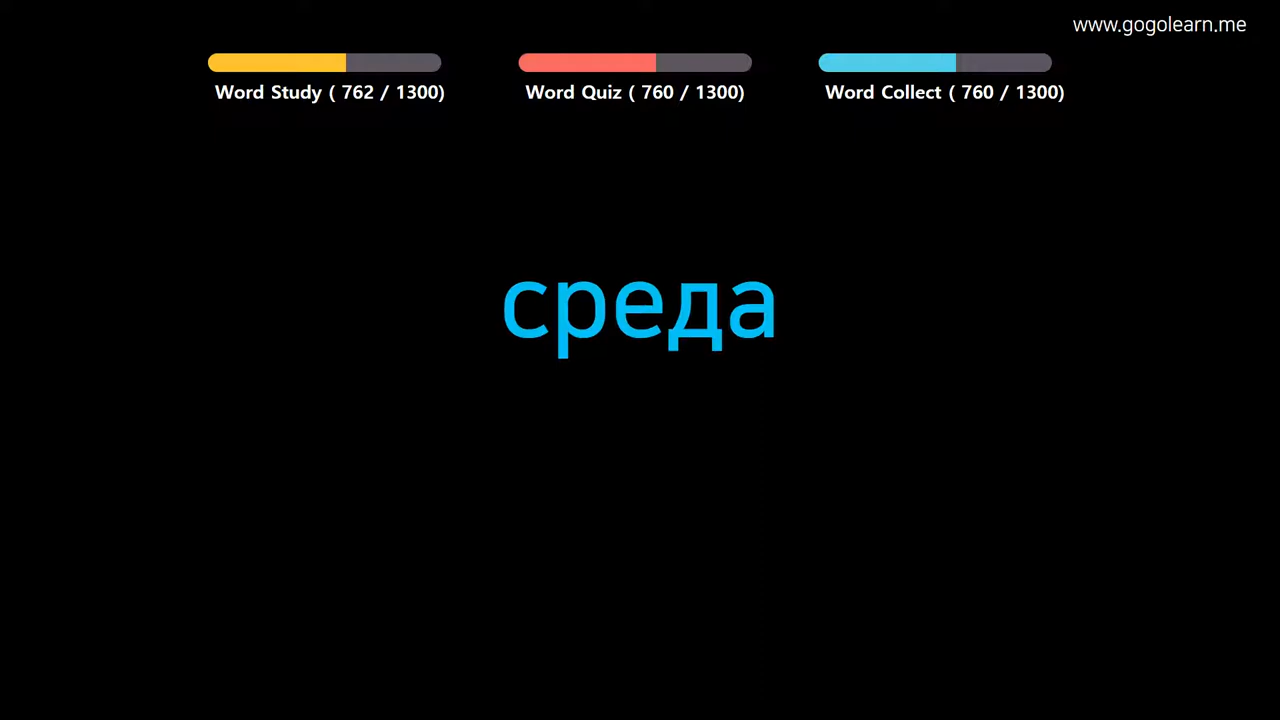 www.gogolearn.me
Word Study ( 762 / 1300)
Word Quiz ( 760 / 1300)
Word Collect ( 760 / 1300)
среда